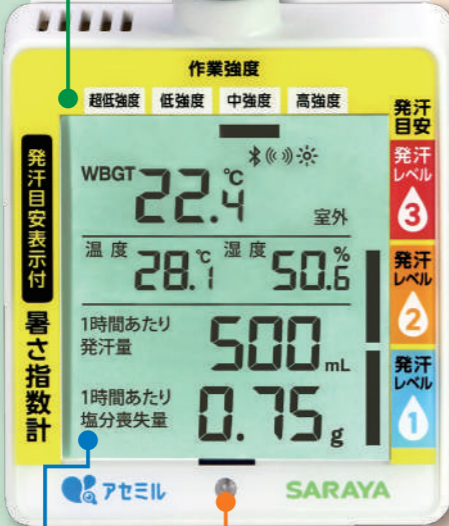 作業強度
超低強度 低強度 中強度 高強度
発汗目安表示付
暑さ指数計
WBGT 22.4 ℃
室外
温度 28.1 ℃ 湿度 50.6 %
1時間あたり
発汗量 500 mL
1時間あたり
塩分喪失量 0.75 g
発汗
目安
発汗
レベル
3
発汗
レベル
2
発汗
レベル
1
アセミル
SARAYA